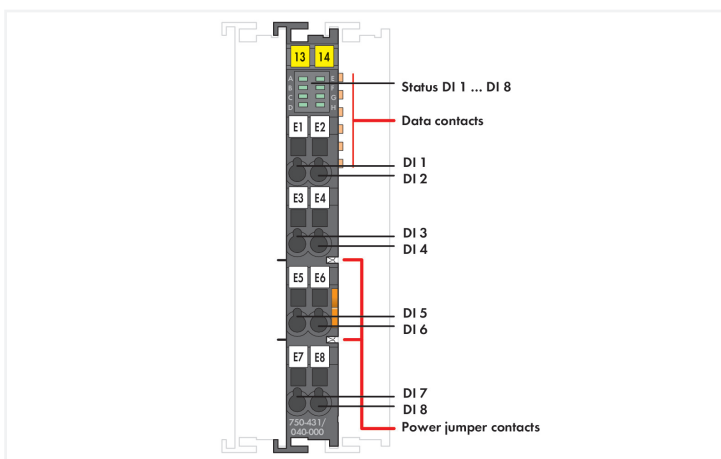 13 14
A E
B F
C G
D H
Status DI 1 ... DI 8
Data contacts
E1 E2
DI 1
DI 2
E3 E4
DI 3
DI 4
E5 E6
DI 5
DI 6
E7 E8
DI 7
DI 8
750-431/
040-000
Power jumper contacts